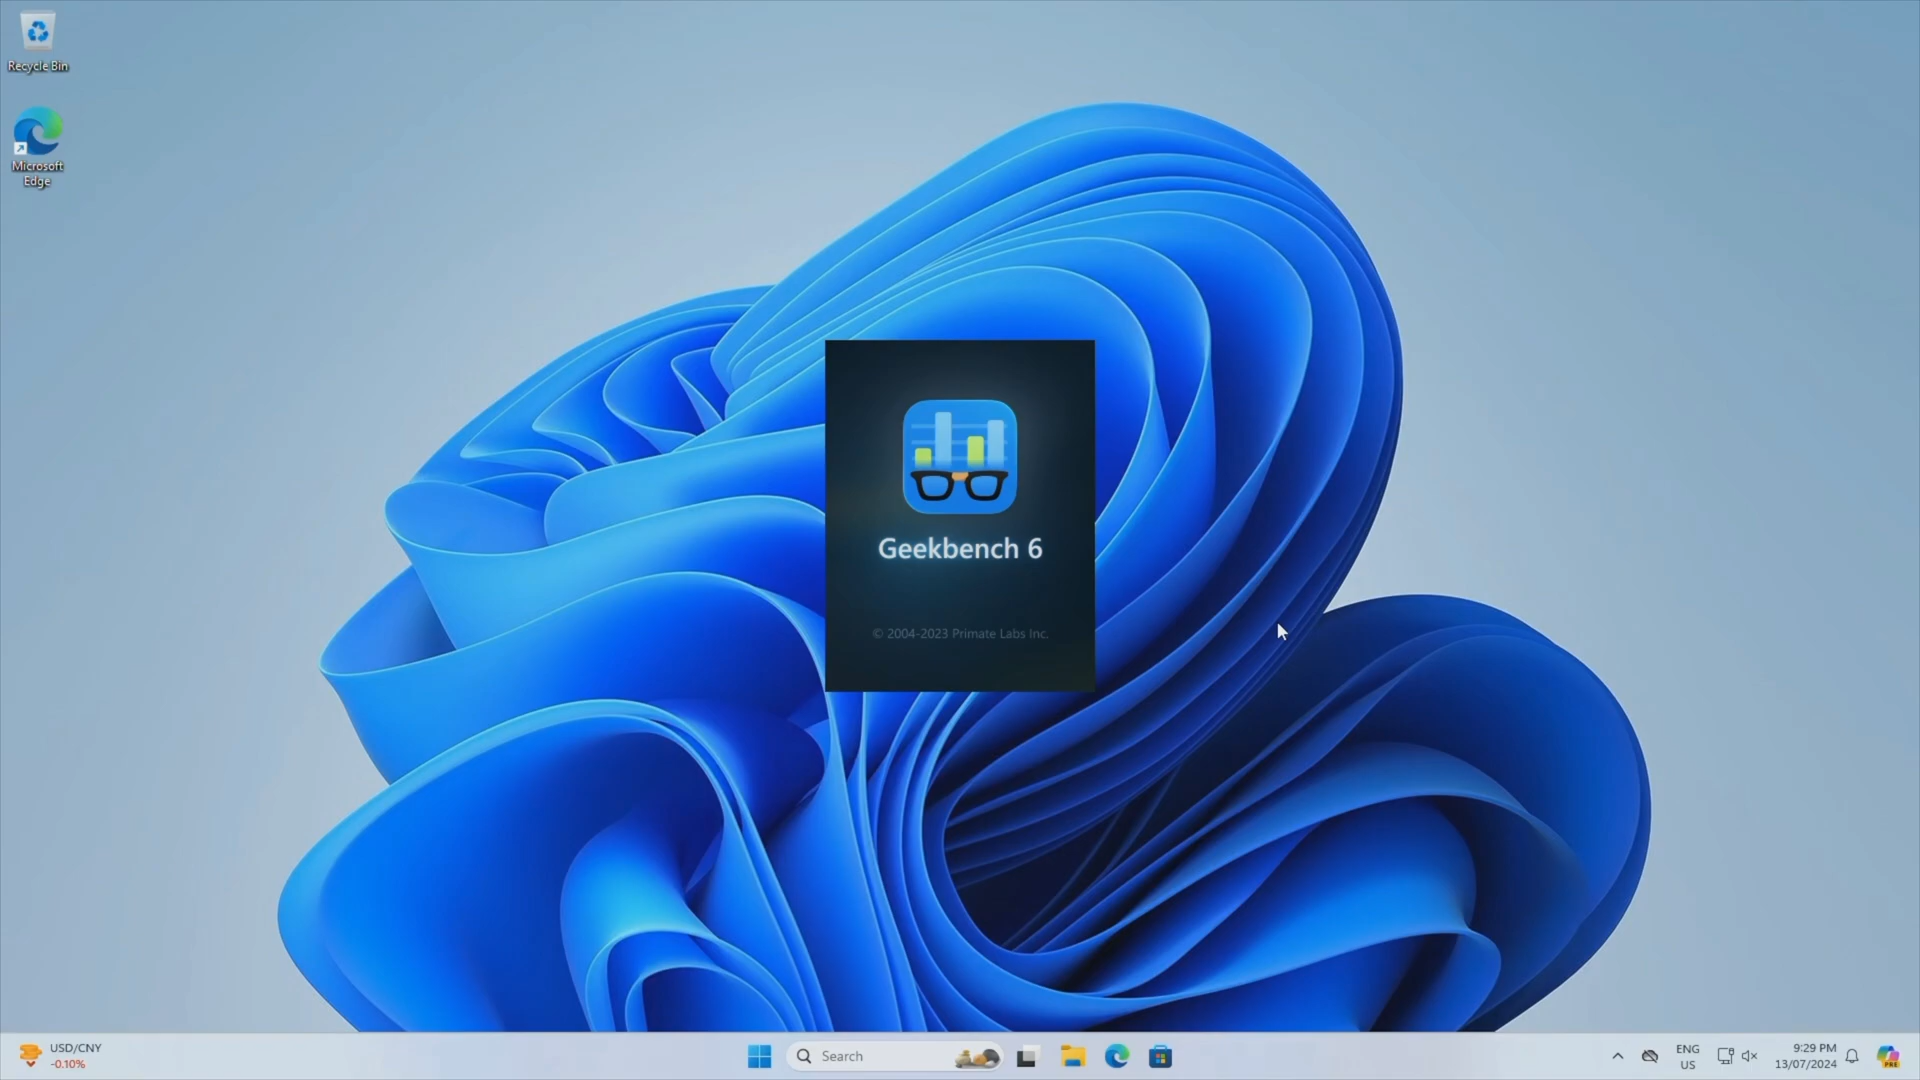 Recycle Bin
Microsoft
Edge
Geekbench 6
© 2004-2023 Primate Labs Inc.
USD/CNY
-0.10%
Search
ENG
US
9:29 PM
13/07/2024
PRE